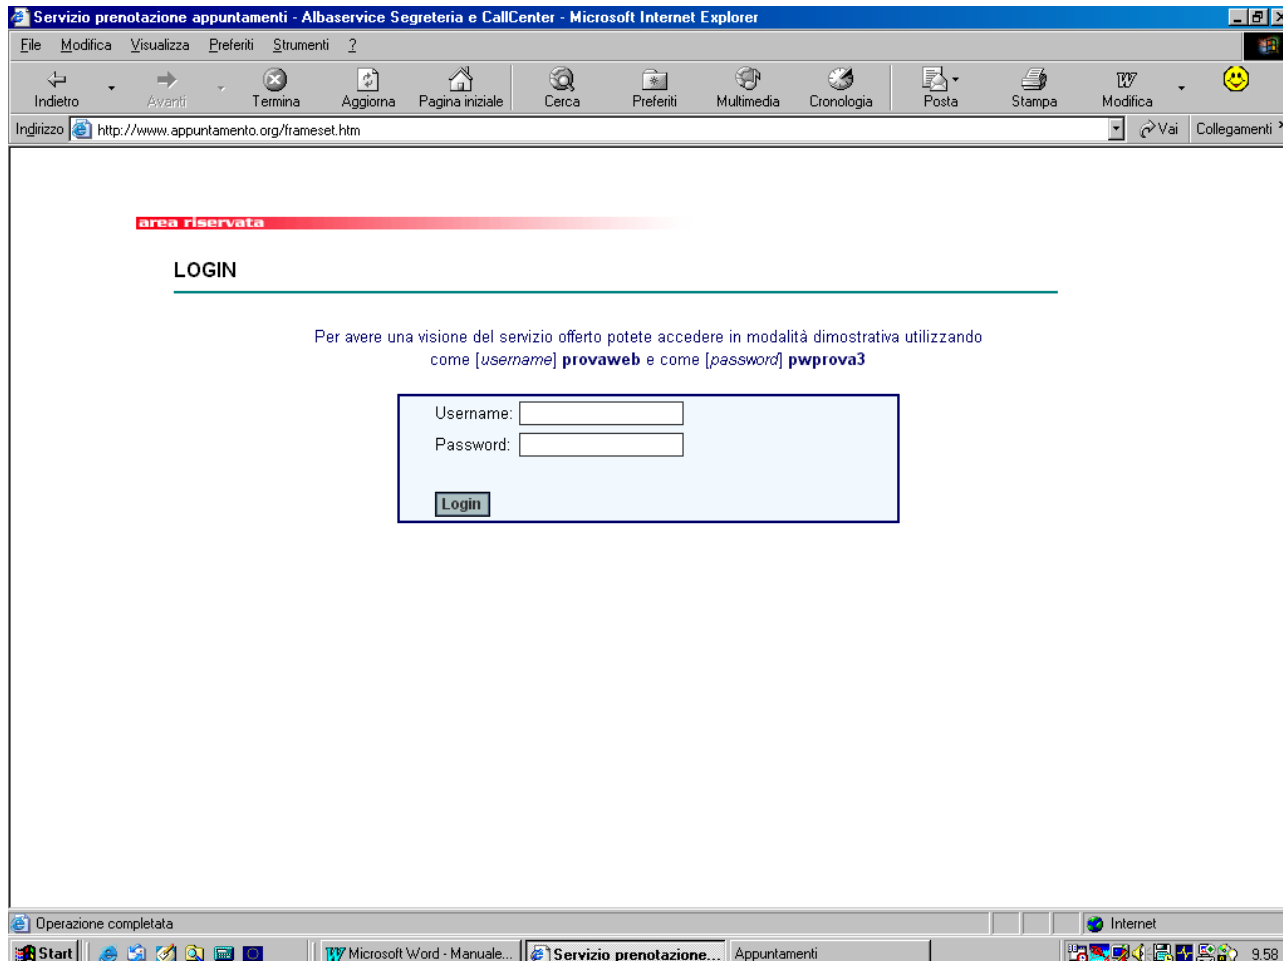 Servizio prenotazione appuntamenti - Albaservice Segreteria e CallCenter - Microsoft Internet Explorer
File Modifica Visualizza Preferiti Strumenti ?
Indietro Avanti Termina Aggiorna Pagina iniziale Cerca Preferiti Multimedia Cronologia Posta Stampa Modifica
Indirizzo http://www.appuntamento.org/frameset.htm Vai Collegamenti
area riservata
LOGIN
Per avere una visione del servizio offerto potete accedere in modalità dimostrativa utilizzando
come [username] provaweb e come [password] pwprova3
Username:
Password:
Login
Operazione completata Internet
Start Microsoft Word - Manuale... Servizio prenotazione... Appuntamenti 9.58